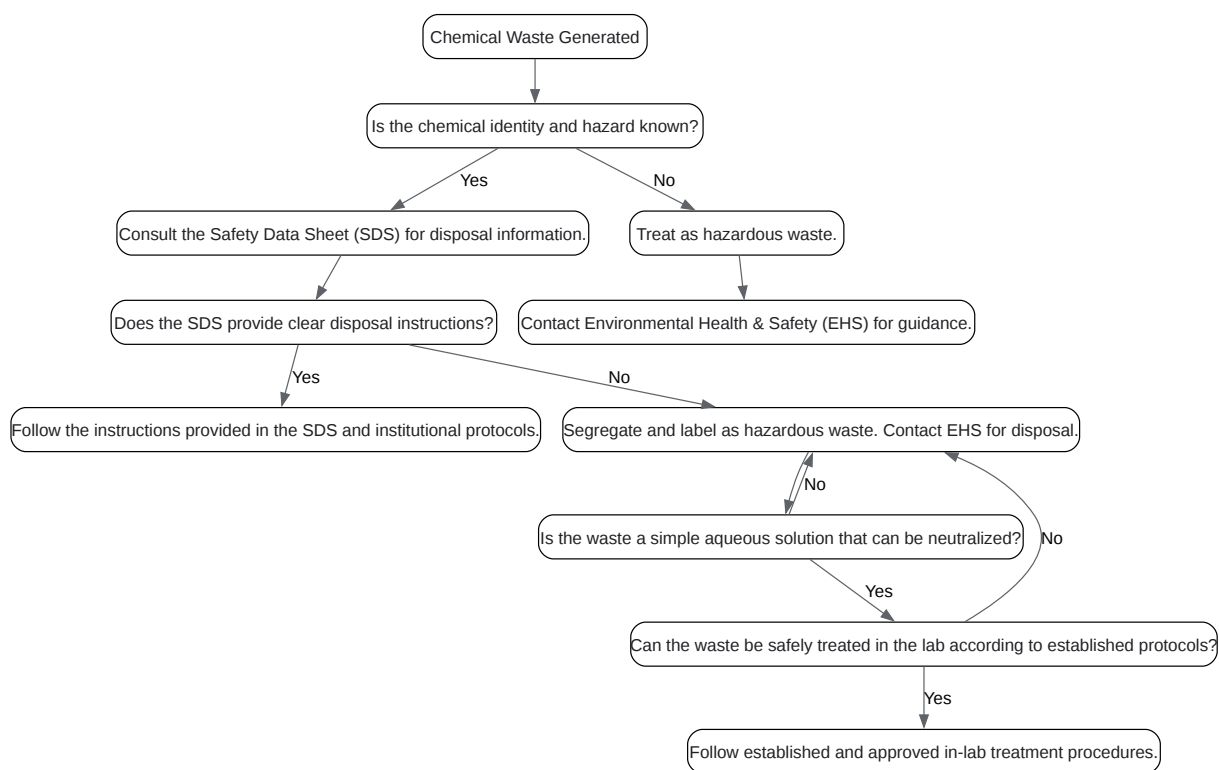 Chemical Waste Generated
Is the chemical identity and hazard known?
Yes
No
Consult the Safety Data Sheet (SDS) for disposal information.
Treat as hazardous waste.
Does the SDS provide clear disposal instructions?
Contact Environmental Health & Safety (EHS) for guidance.
Yes
No
Follow the instructions provided in the SDS and institutional protocols.
Segregate and label as hazardous waste. Contact EHS for disposal.
No
Is the waste a simple aqueous solution that can be neutralized?
No
Yes
Can the waste be safely treated in the lab according to established protocols?
Yes
Follow established and approved in-lab treatment procedures.